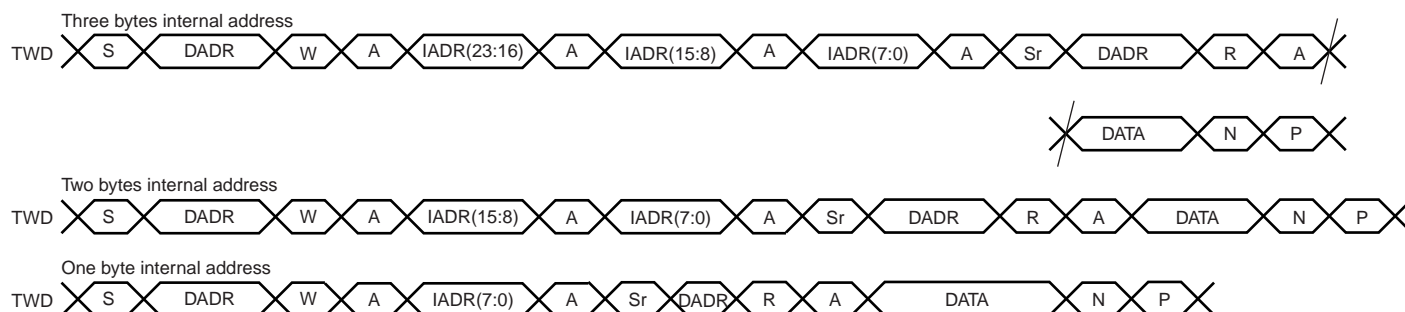 Three bytes internal address
TWD S DADR W A IADR(23:16) A IADR(15:8) A IADR(7:0) A Sr DADR R A
DATA N P
Two bytes internal address
TWD S DADR W A IADR(15:8) A IADR(7:0) A Sr DADR R A DATA N P
One byte internal address
TWD S DADR W A IADR(7:0) A Sr DADR R A DATA N P